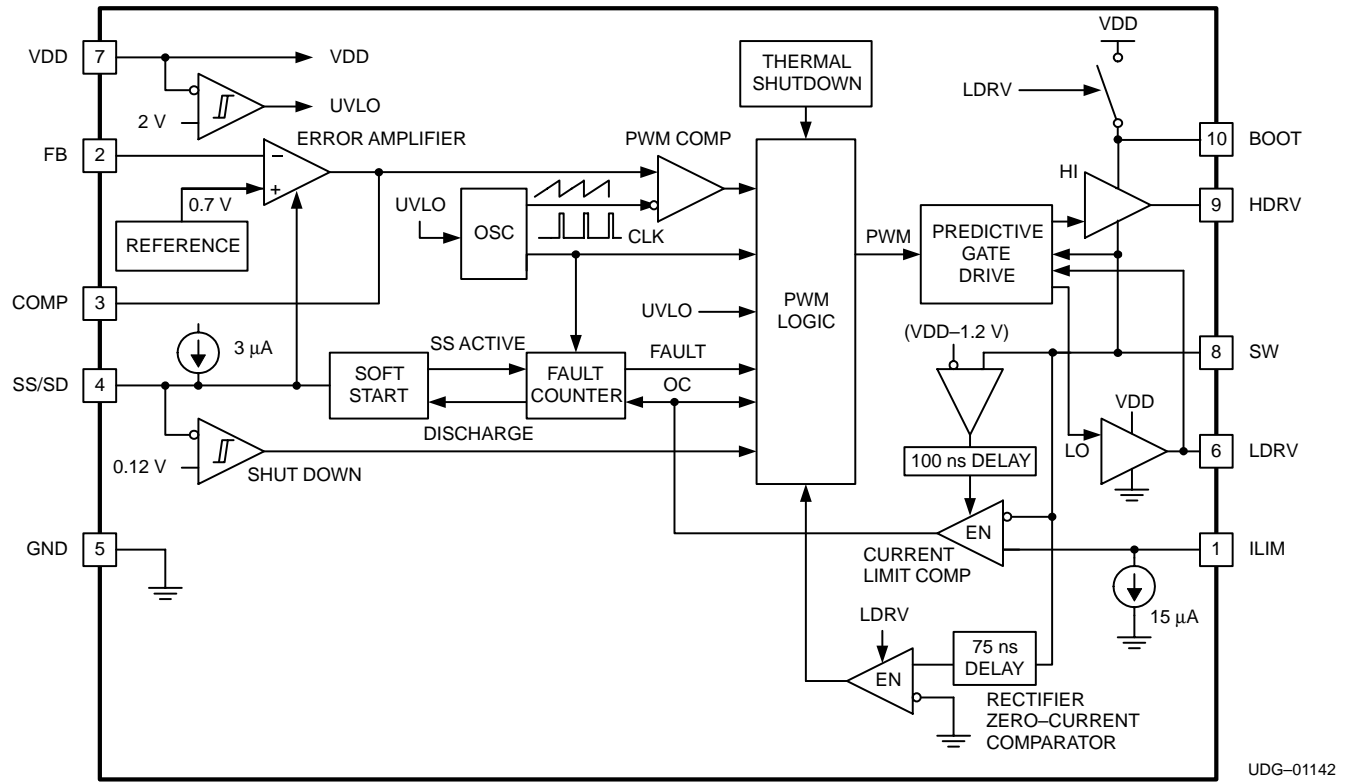 VDD
7
VDD
UVLO
2 V
FB
2
ERROR AMPLIFIER
0.7 V
REFERENCE
COMP
3
UVLO
OSC
CLK
PWM COMP
THERMAL
SHUTDOWN
PWM
LOGIC
UVLO
3 μA
SS/SD
4
SOFT
START
SS ACTIVE
FAULT
COUNTER
DISCHARGE
FAULT
OC
0.12 V
SHUT DOWN
GND
5
VDD
LDRV
10
BOOT
HI
9
HDRV
PWM
PREDICTIVE
GATE
DRIVE
(VDD–1.2 V)
8
SW
VDD
LO
6
LDRV
100 ns DELAY
EN
CURRENT
LIMIT COMP
1
ILIM
15 μA
LDRV
EN
75 ns
DELAY
RECTIFIER
ZERO–CURRENT
COMPARATOR
UDG–01142